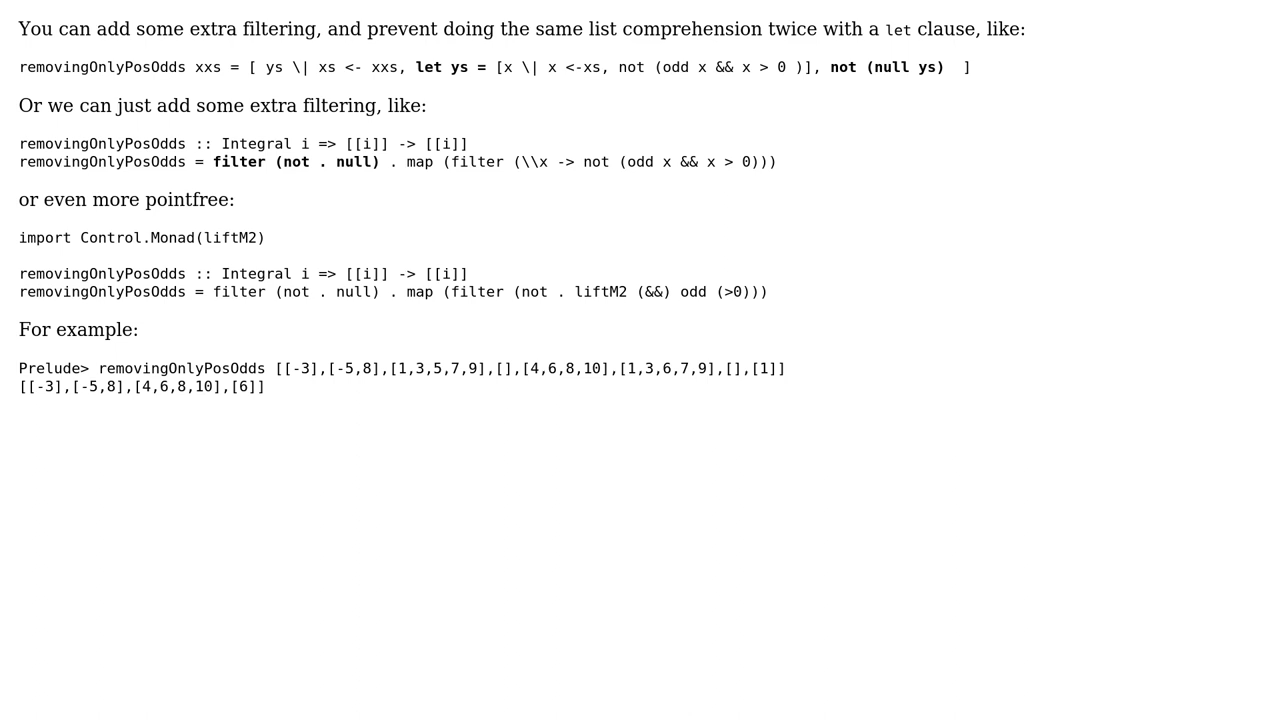 You can add some extra filtering, and prevent doing the same list comprehension twice with a let clause, like:
removingOnlyPosOdds xxs = [ ys \| xs <- xxs, let ys = [x \| x <-xs, not (odd x && x > 0 )], not (null ys)  ]
Or we can just add some extra filtering, like:
removingOnlyPosOdds :: Integral i => [[i]] -> [[i]]
removingOnlyPosOdds = filter (not . null) . map (filter (\\x -> not (odd x && x > 0)))
or even more pointfree:
import Control.Monad(liftM2)
removingOnlyPosOdds :: Integral i => [[i]] -> [[i]]
removingOnlyPosOdds = filter (not . null) . map (filter (not . liftM2 (&&) odd (>0)))
For example:
Prelude> removingOnlyPosOdds [[-3],[-5,8],[1,3,5,7,9],[],[4,6,8,10],[1,3,6,7,9],[],[1]]
[[-3],[-5,8],[4,6,8,10],[6]]